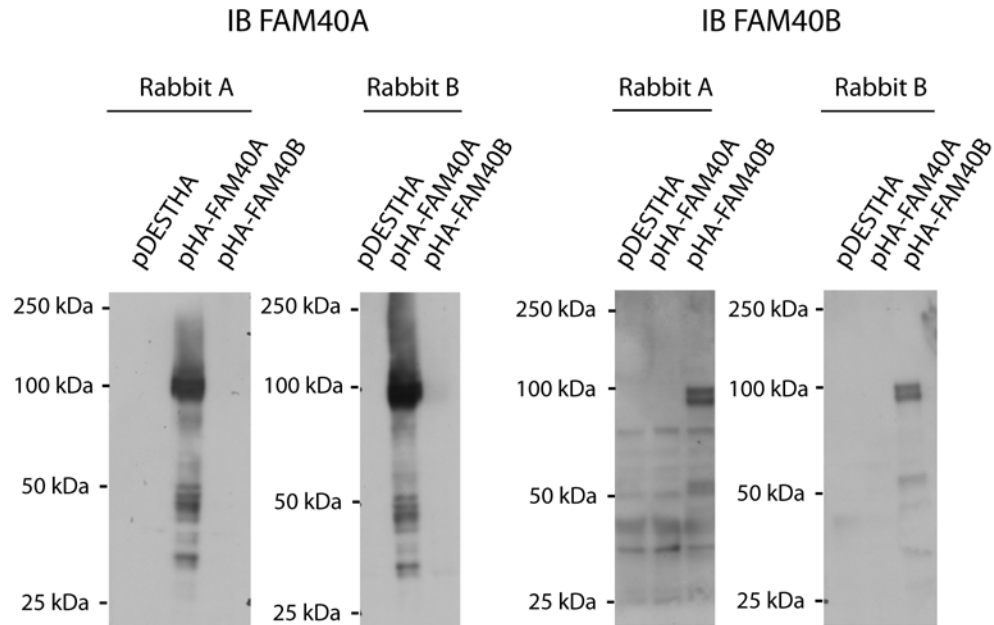 IB FAM40A IB FAM40B
Rabbit A Rabbit B Rabbit A Rabbit B
pDESTHA pHA-FAM40A pHA-FAM40B pDESTHA pHA-FAM40A pHA-FAM40B pDESTHA pHA-FAM40A pHA-FAM40B pDESTHA pHA-FAM40A pHA-FAM40B
250 kDa 250 kDa 250 kDa 250 kDa
100 kDa 100 kDa 100 kDa 100 kDa
50 kDa 50 kDa 50 kDa 50 kDa
25 kDa 25 kDa 25 kDa 25 kDa